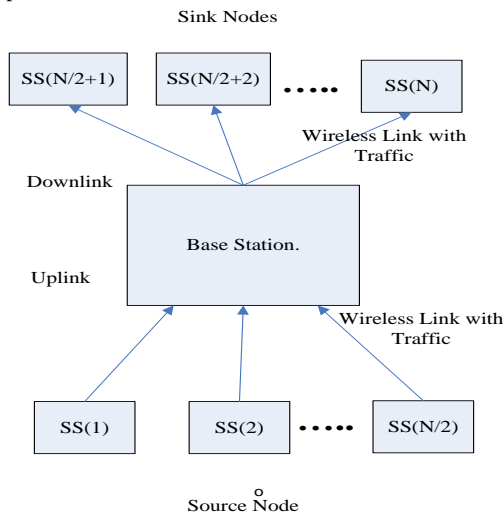 Sink Nodes
SS(N/2+1) SS(N/2+2) ..... SS(N)
Wireless Link with
Traffic
Downlink
Base Station.
Uplink
Wireless Link with
Traffic
SS(1) SS(2) ..... SS(N/2)
Source Node